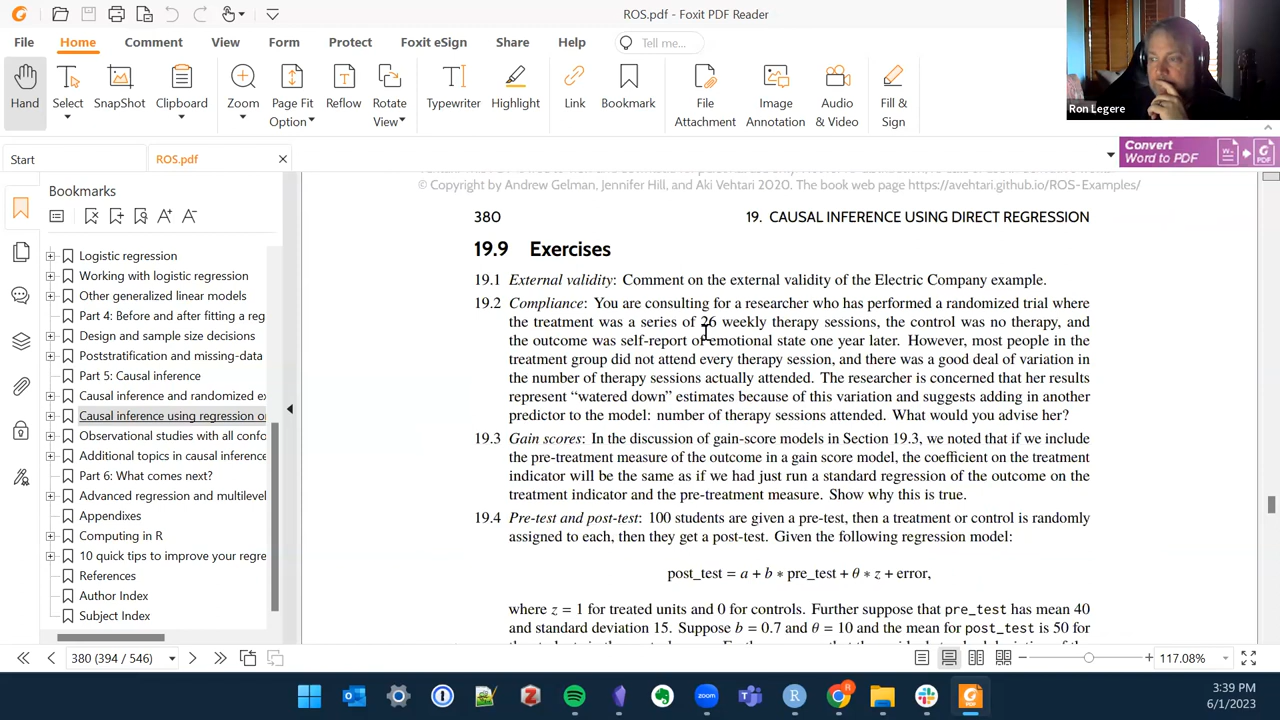 ROS.pdf - Foxit PDF Reader
File
Home
Comment
View
Form
Protect
Foxit eSign
Share
Help
Tell me...
Hand
Select
SnapShot
Clipboard
Zoom
Page Fit Option
Reflow
Rotate View
Typewriter
Highlight
Link
Bookmark
File Attachment
Image Annotation
Audio & Video
Fill & Sign
Ron Legere
Start
ROS.pdf
Convert
Word to PDF
Bookmarks
Logistic regression
Working with logistic regression
Other generalized linear models
Part 4: Before and after fitting a reg
Design and sample size decisions
Poststratification and missing-data
Part 5: Causal inference
Causal inference and randomized ex
Causal inference using regression o
Observational studies with all confo
Additional topics in causal inference
Part 6: What comes next?
Advanced regression and multilevel
Appendixes
Computing in R
10 quick tips to improve your regre
References
Author Index
Subject Index
© Copyright by Andrew Gelman, Jennifer Hill, and Aki Vehtari 2020. The book web page https://avehtari.github.io/ROS-Examples/
380 19. CAUSAL INFERENCE USING DIRECT REGRESSION
19.9 Exercises
19.1 External validity: Comment on the external validity of the Electric Company example.
19.2 Compliance: You are consulting for a researcher who has performed a randomized trial where
the treatment was a series of 26 weekly therapy sessions, the control was no therapy, and
the outcome was self-report of emotional state one year later. However, most people in the
treatment group did not attend every therapy session, and there was a good deal of variation in
the number of therapy sessions actually attended. The researcher is concerned that her results
represent “watered down” estimates because of this variation and suggests adding in another
predictor to the model: number of therapy sessions attended. What would you advise her?
19.3 Gain scores: In the discussion of gain-score models in Section 19.3, we noted that if we include
the pre-treatment measure of the outcome in a gain score model, the coefficient on the treatment
indicator will be the same as if we had just run a standard regression of the outcome on the
treatment indicator and the pre-treatment measure. Show why this is true.
19.4 Pre-test and post-test: 100 students are given a pre-test, then a treatment or control is randomly
assigned to each, then they get a post-test. Given the following regression model:
post_test = a + b ∗ pre_test + θ ∗ z + error,
where z = 1 for treated units and 0 for controls. Further suppose that pre_test has mean 40
and standard deviation 15. Suppose b = 0.7 and θ = 10 and the mean for post_test is 50 for
380 (394 / 546)
117.08%
3:39 PM
6/1/2023